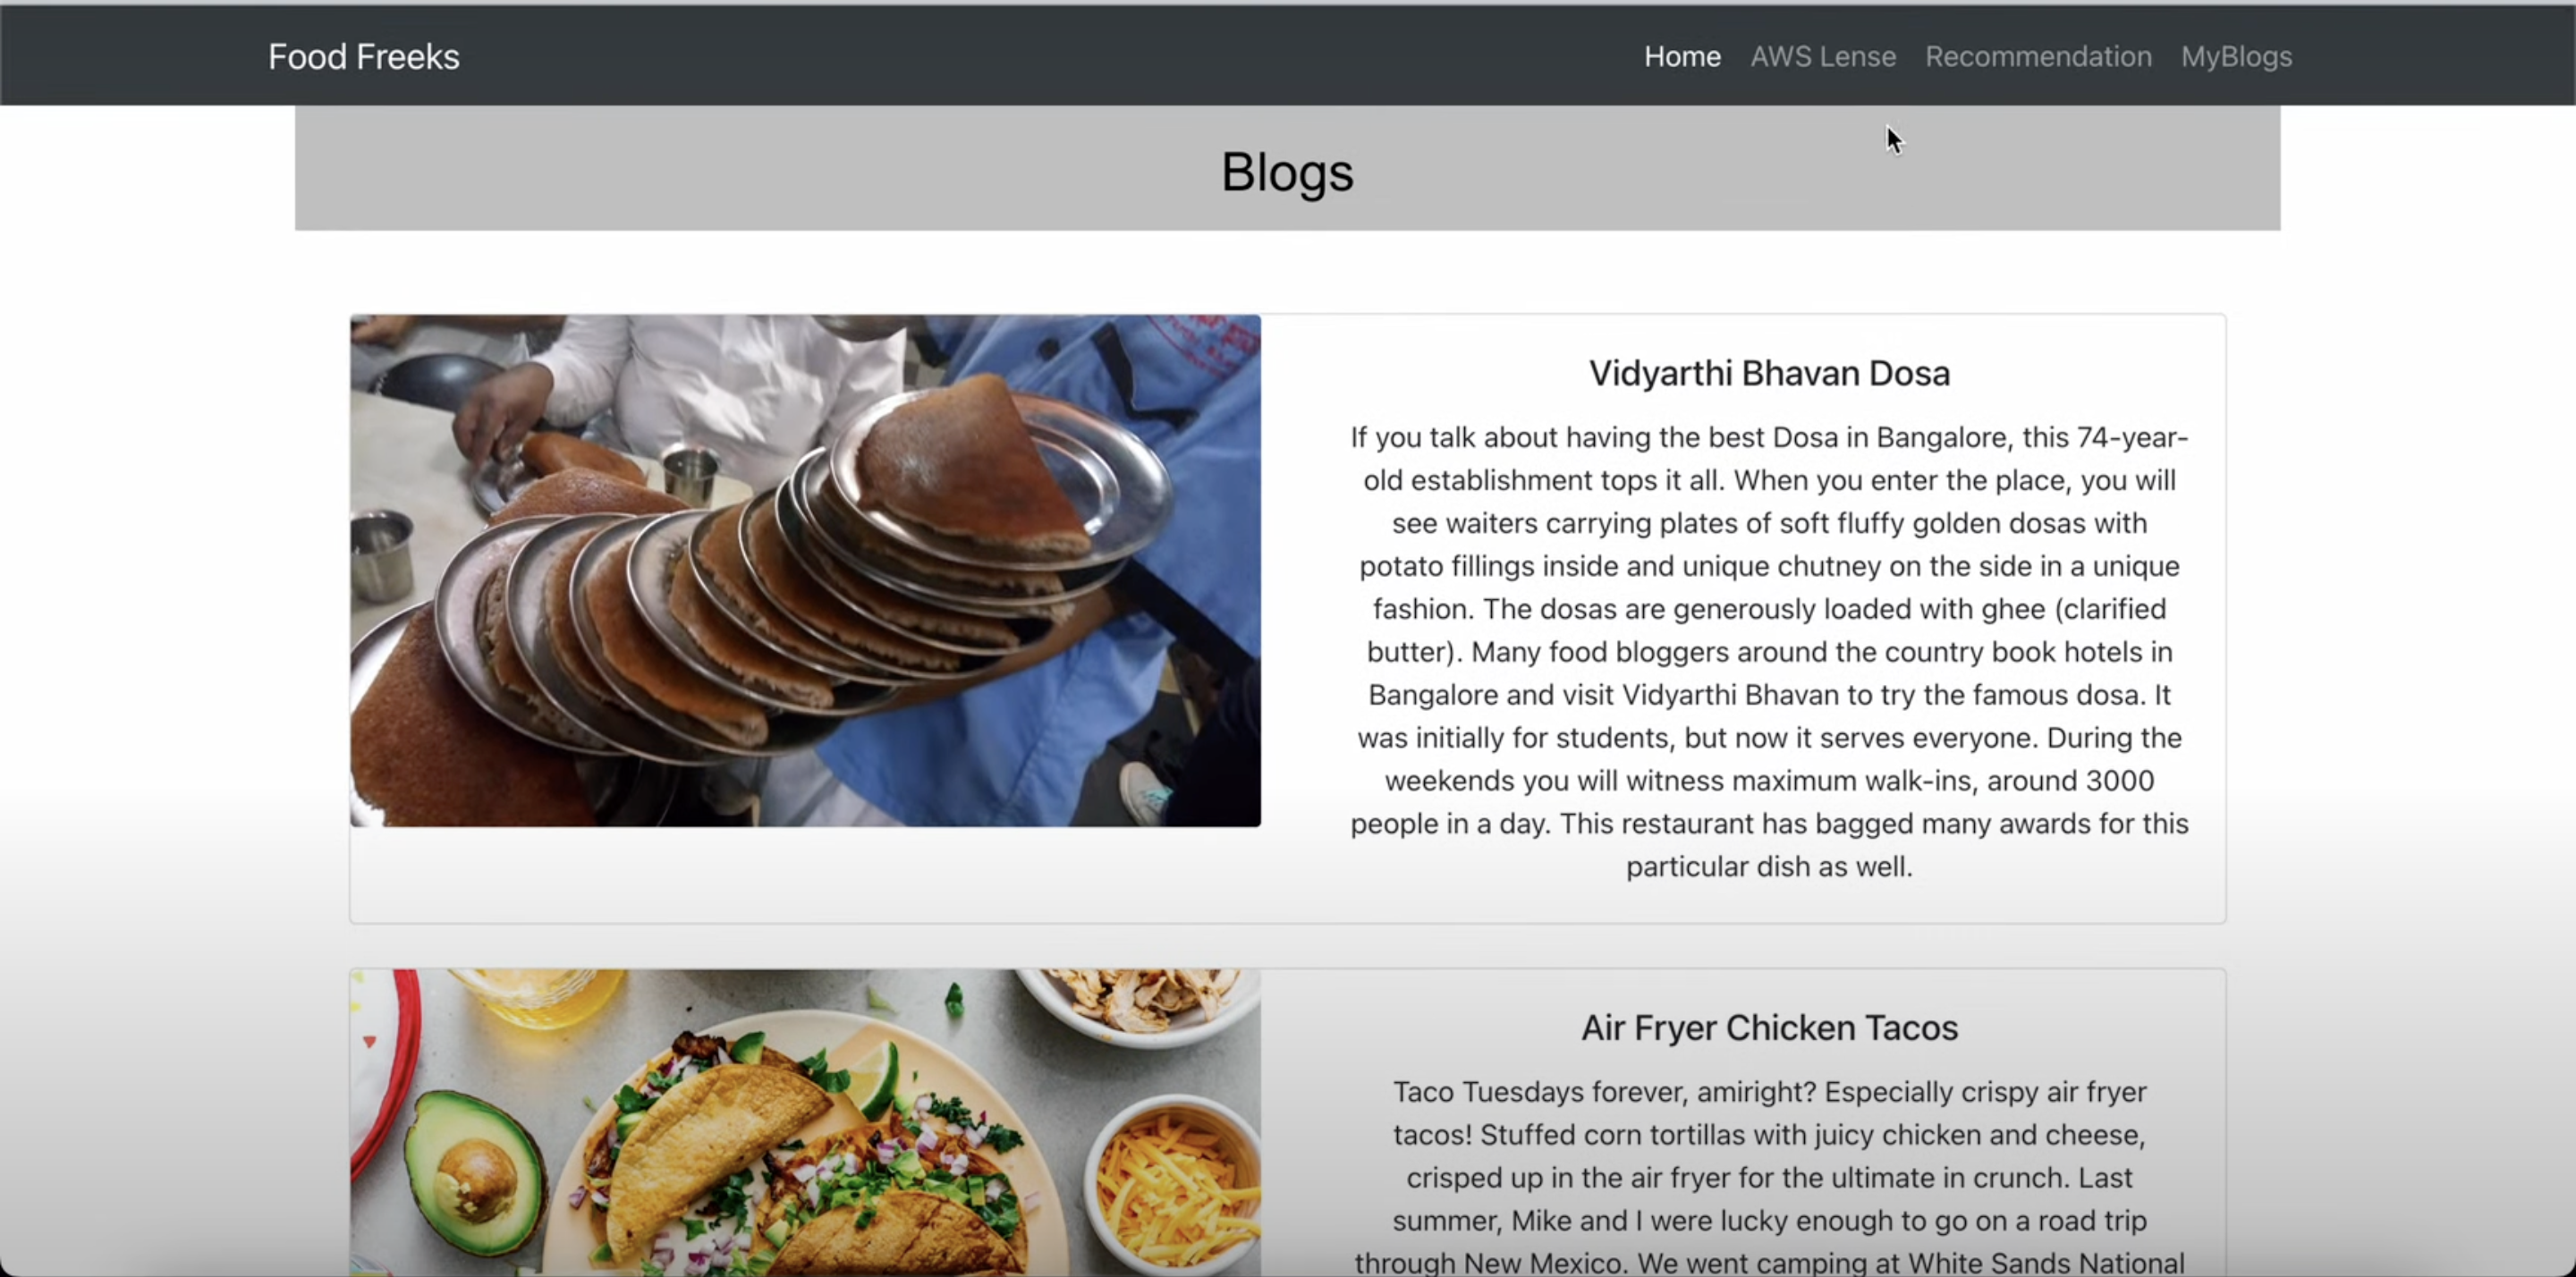 Food Freeks
Home AWS Lense Recommendation MyBlogs
Blogs
Vidyarthi Bhavan Dosa
If you talk about having the best Dosa in Bangalore, this 74-year-
old establishment tops it all. When you enter the place, you will
see waiters carrying plates of soft fluffy golden dosas with
potato fillings inside and unique chutney on the side in a unique
fashion. The dosas are generously loaded with ghee (clarified
butter). Many food bloggers around the country book hotels in
Bangalore and visit Vidyarthi Bhavan to try the famous dosa. It
was initially for students, but now it serves everyone. During the
weekends you will witness maximum walk-ins, around 3000
people in a day. This restaurant has bagged many awards for this
particular dish as well.
Air Fryer Chicken Tacos
Taco Tuesdays forever, amiright? Especially crispy air fryer
tacos! Stuffed corn tortillas with juicy chicken and cheese,
crisped up in the air fryer for the ultimate in crunch. Last
summer, Mike and I were lucky enough to go on a road trip
through New Mexico. We went camping at White Sands National